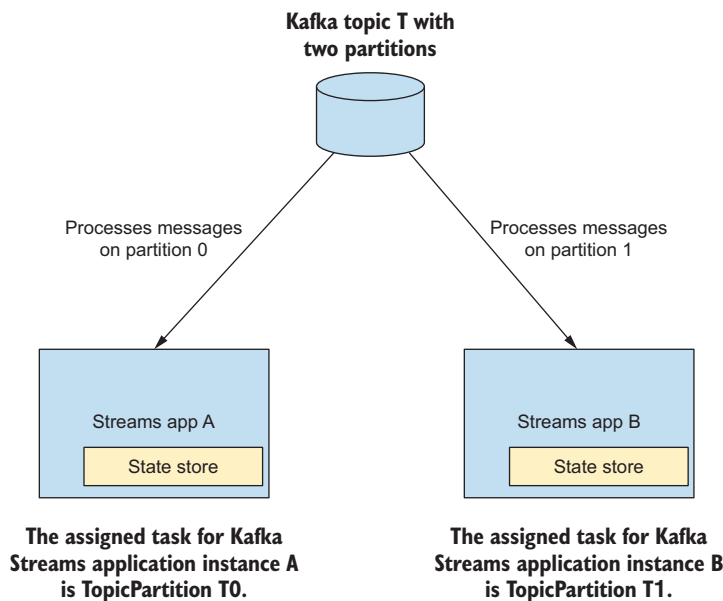 Kafka topic T with
two partitions
Processes messages
on partition 0
Processes messages
on partition 1
Streams app A
State store
Streams app B
State store
The assigned task for Kafka
Streams application instance A
is TopicPartition T0.
The assigned task for Kafka
Streams application instance B
is TopicPartition T1.